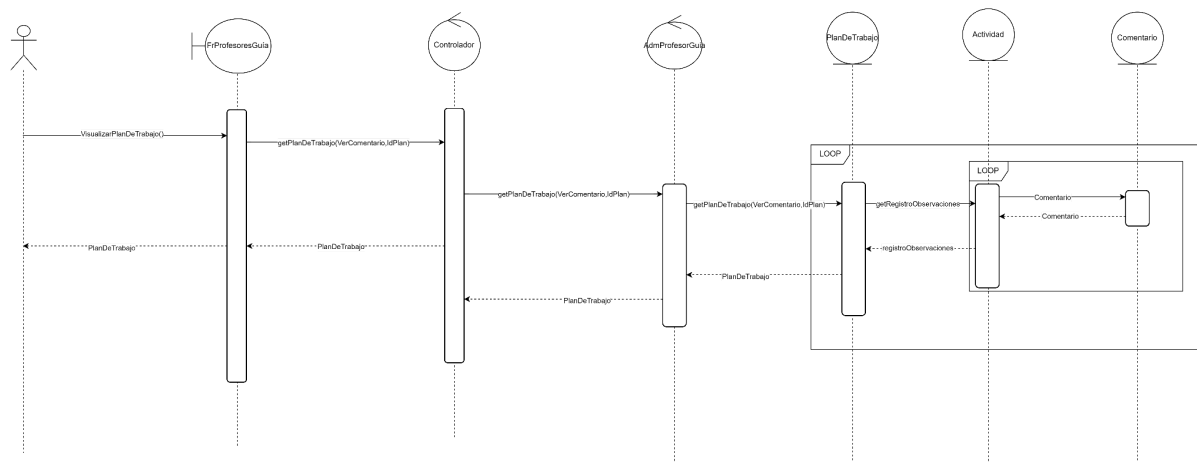 FrProfesoresGuía
Controlador
AdmProfesorGuía
PlanDeTrabajo
Actividad
Comentario
VisualizarPlanDeTrabajo()
getPlanDeTrabajo(VerComentario,IdPlan)
LOOP
LOOP
getPlanDeTrabajo(VerComentario,IdPlan)
getPlanDeTrabajo(VerComentario,IdPlan)
getRegistroObservaciones
Comentario
Comentario
PlanDeTrabajo
PlanDeTrabajo
registroObservaciones
PlanDeTrabajo
PlanDeTrabajo